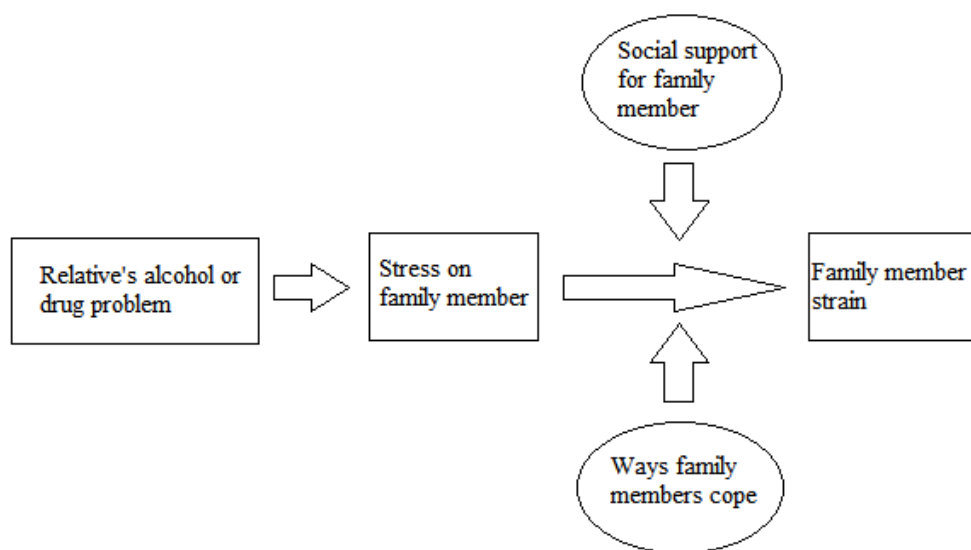 Social support
for family
member
Relative's alcohol or
drug problem
Stress on
family member
Family member
strain
Ways family
members cope